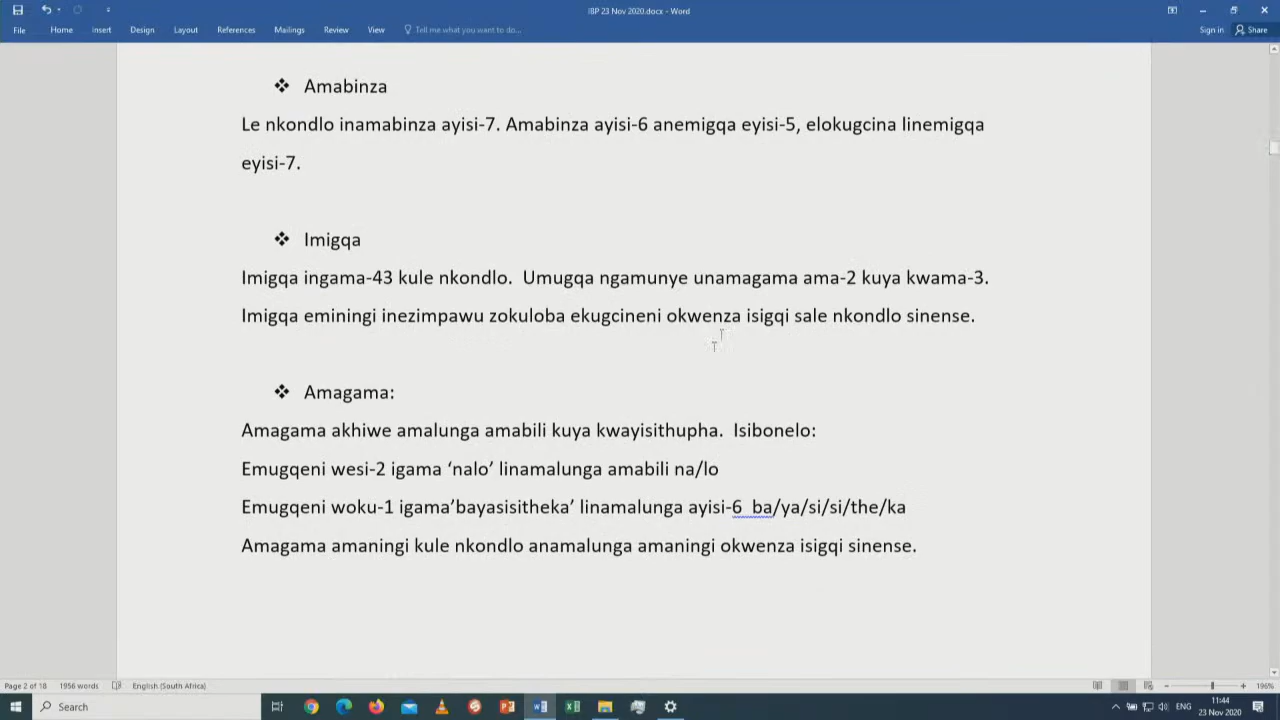 IBP 23 Nov 2020.docx - Word
File Home Insert Design Layout References Mailings Review View Tell me what you want to do... Sign in Share
❖ Amabinza
Le nkondlo inamabinza ayisi-7. Amabinza ayisi-6 anemigqa eyisi-5, elokugcina linemigqa
eyisi-7.
❖ Imigqa
Imigqa ingama-43 kule nkondlo.  Umugqa ngamunye unamagama ama-2 kuya kwama-3.
Imigqa eminingi inezimpawu zokuloba ekugcineni okwenza isigqi sale nkondlo sinense.
❖ Amagama:
Amagama akhiwe amalunga amabili kuya kwayisithupha.  Isibonelo:
Emugqeni wesi-2 igama ‘nalo’ linamalunga amabili na/lo
Emugqeni woku-1 igama’bayasisitheka’ linamalunga ayisi-6  ba/ya/si/si/the/ka
Amagama amaningi kule nkondlo anamalunga amaningi okwenza isigqi sinense.
Page 2 of 18 1956 words English (South Africa) 196%
Search ENG 11:44
23 Nov 2020